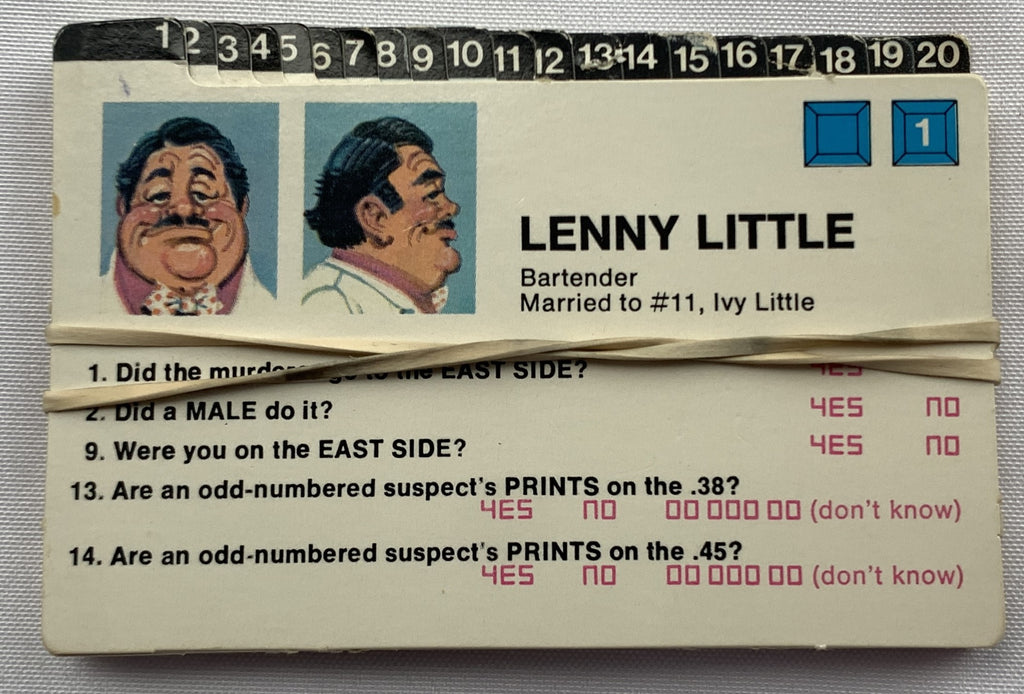 1 2 3 4 5 6 7 8 9 10 11 12 13 14 15 16 17 18 19 20
1
LENNY LITTLE
Bartender
Married to #11, Ivy Little
1. Did the EAST SIDE? YES
2. Did a MALE do it? YES NO
9. Were you on the EAST SIDE? YES NO
13. Are an odd-numbered suspect's PRINTS on the .38?
YES NO 00 000 00 (don't know)
14. Are an odd-numbered suspect's PRINTS on the .45?
YES NO 00 000 00 (don't know)